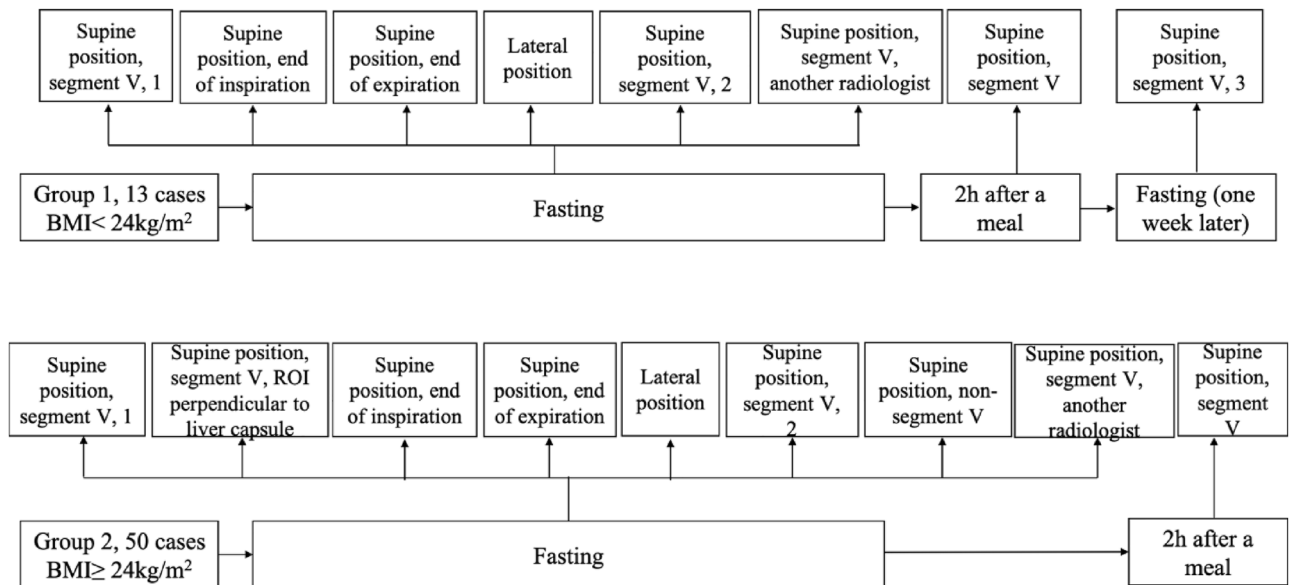 Supine
position,
segment V, 1
Supine
position, end
of inspiration
Supine
position, end
of expiration
Lateral
position
Supine
position,
segment V, 2
Supine position,
segment V,
another radiologist
Supine
position,
segment V
Supine
position,
segment V, 3
Group 1, 13 cases
BMI< 24kg/m²
Fasting
2h after a
meal
Fasting (one
week later)
Supine
position,
segment V, 1
Supine position,
segment V, ROI
perpendicular to
liver capsule
Supine
position, end
of inspiration
Supine
position, end
of expiration
Lateral
position
Supine
position,
segment V,
2
Supine
position, non-
segment V
Supine position,
segment V,
another
radiologist
Supine
position,
segment
V
Group 2, 50 cases
BMI≥ 24kg/m²
Fasting
2h after a
meal